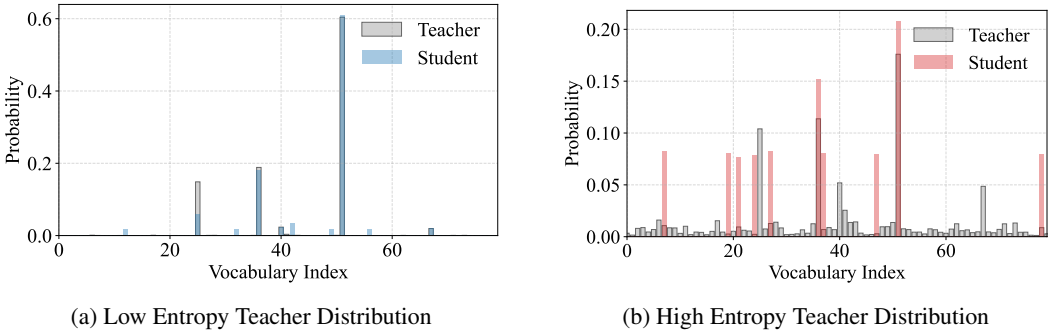 0.6
0.4
0.2
0.0
Probability
Teacher
Student
0 20 40 60
Vocabulary Index
(a) Low Entropy Teacher Distribution
0.20
0.15
0.10
0.05
0.00
Probability
Teacher
Student
0 20 40 60
Vocabulary Index
(b) High Entropy Teacher Distribution